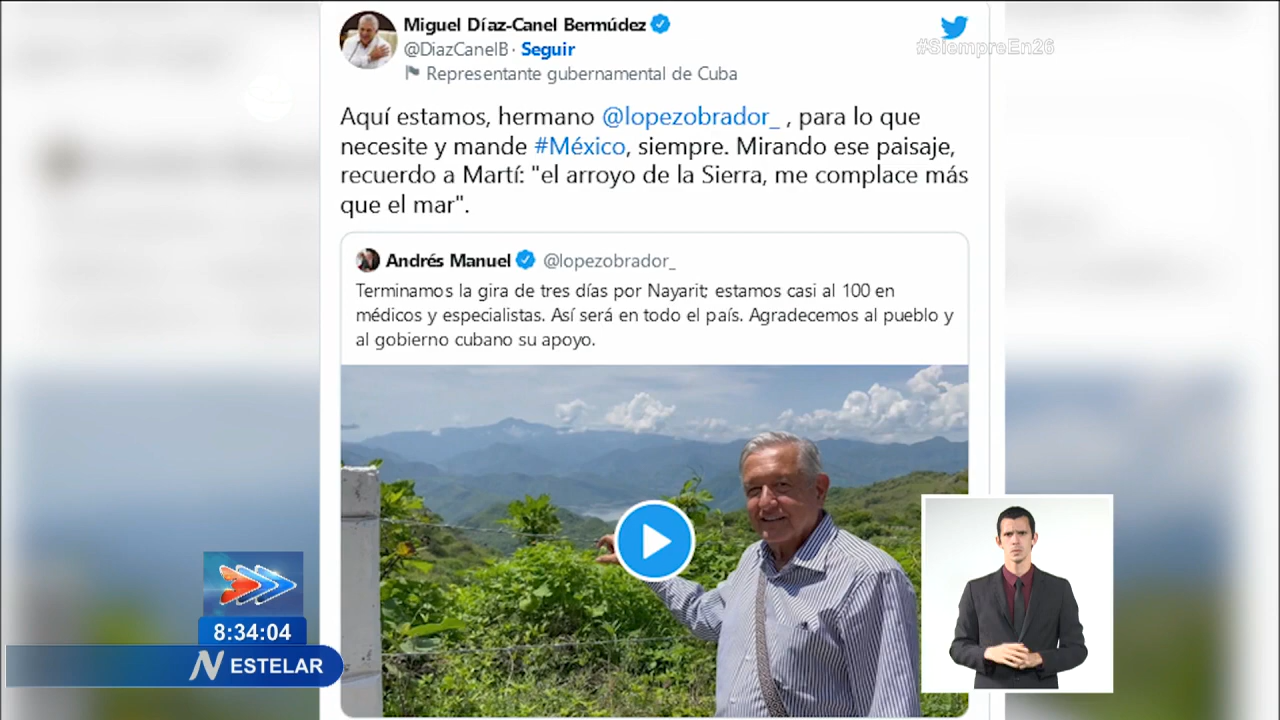 Miguel Díaz-Canel Bermúdez
@DiazCanelB · Seguir
Representante gubernamental de Cuba
#SiempreEn26
Aquí estamos, hermano @lopezobrador_ , para lo que
necesite y mande #México, siempre. Mirando ese paisaje,
recuerdo a Martí: "el arroyo de la Sierra, me complace más
que el mar".
Andrés Manuel @lopezobrador_
Terminamos la gira de tres días por Nayarit; estamos casi al 100 en
médicos y especialistas. Así será en todo el país. Agradecemos al pueblo y
al gobierno cubano su apoyo.
8:34:04
N ESTELAR